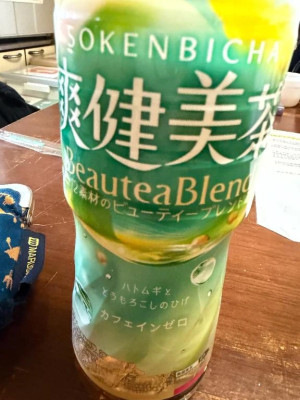 SOKENBICHA
爽健美茶
BeauteaBlend
素材のビューティーブレンド
ハトムギと
とうもろこしのひげ
カフェインゼロ